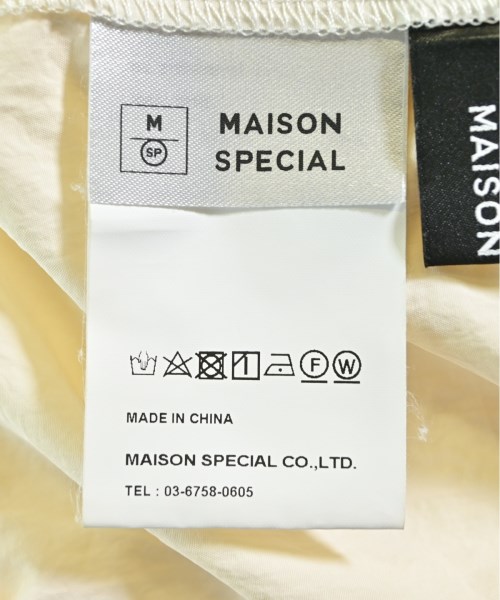 M
SP
MAISON
SPECIAL
MAISON
F W
MADE IN CHINA
MAISON SPECIAL CO.,LTD.
TEL : 03-6758-0605